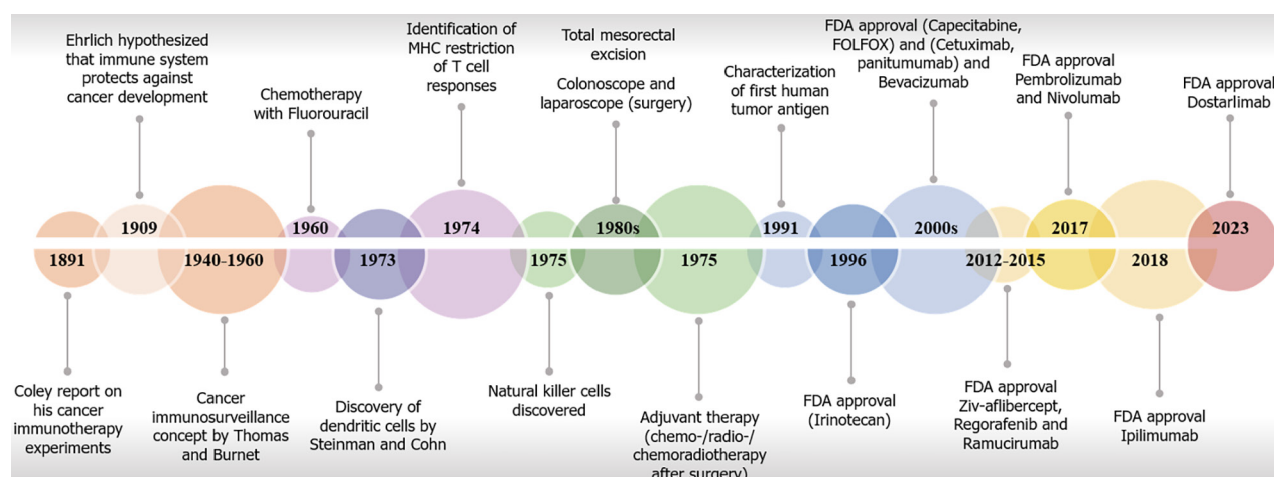 Ehrlich hypothesized
that immune system
protects against
cancer development
Chemotherapy
with Fluorouracil
Identification of
MHC restriction
of T cell
responses
Total mesorectal
excision
Colonoscope and
laparoscope (surgery)
Characterization
of first human
tumor antigen
FDA approval (Capecitabine,
FOLFOX) and (Cetuximab,
panitumumab) and
Bevacizumab
FDA approval
Pembrolizumab
and Nivolumab
FDA approval
Dostarlimab
1909
1960
1974
1980s
1991
2000s
2017
2023
1891
1940-1960
1973
1975
1975
1996
2012-2015
2018
Coley report on
his cancer
immunotherapy
experiments
Cancer
immunosurveillance
concept by Thomas
and Burnet
Discovery of
dendritic cells by
Steinman and Cohn
Natural killer cells
discovered
Adjuvant therapy
(chemo-/radio-/
chemoradiotherapy
after surgery)
FDA approval
(Irinotecan)
FDA approval
Ziv-aflibercept,
Regorafenib and
Ramucirumab
FDA approval
Ipilimumab